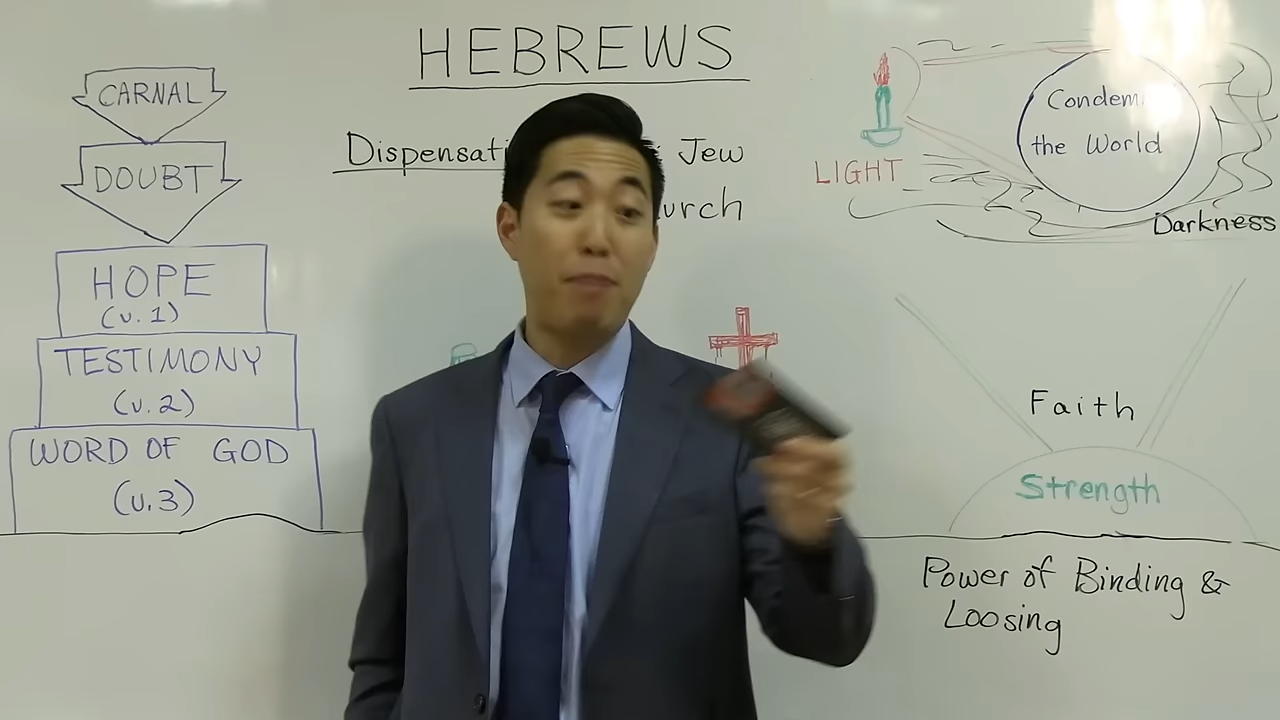 HEBREWS
CARNAL
DOUBT
HOPE
(v. 1)
TESTIMONY
(v. 2)
WORD OF GOD
(v. 3)
Dispensati
Jew
urch
LIGHT
Condem
the World
Darkness
Faith
Strength
Power of Binding &
Loosing